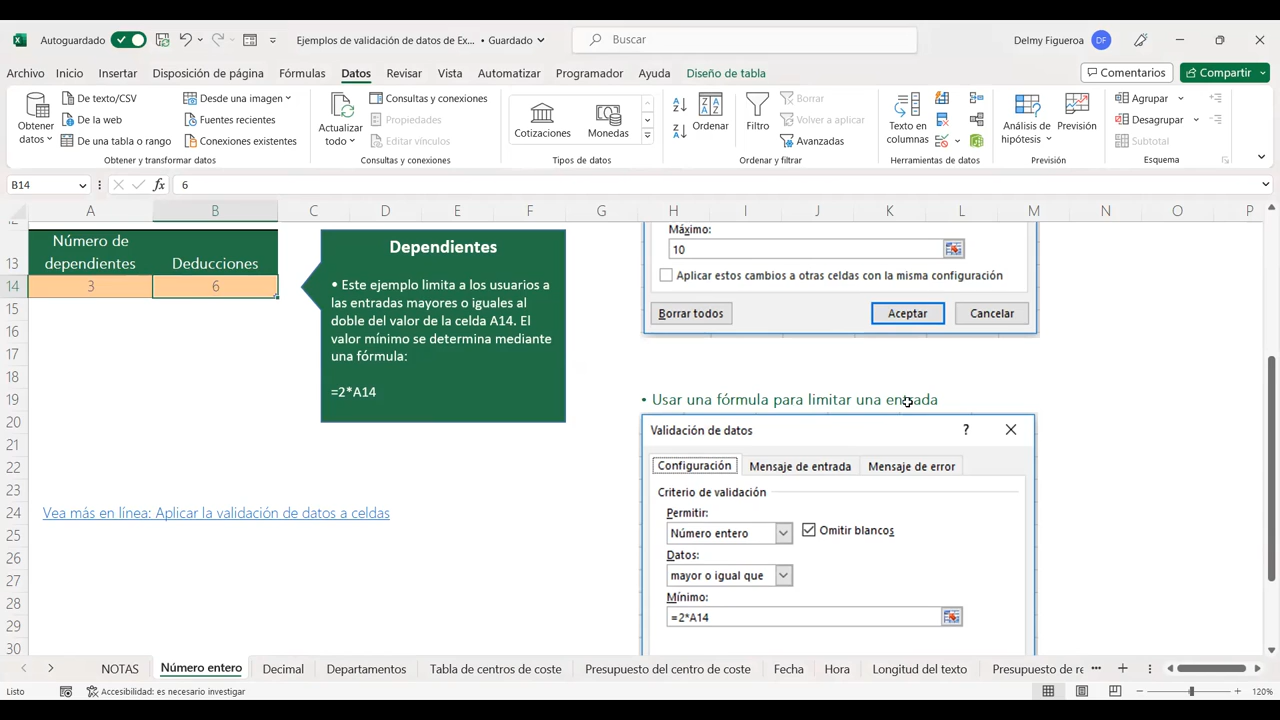 Autoguardado
Ejemplos de validación de datos de Ex... • Guardado
Buscar
Delmy Figueroa DF
Archivo Inicio Insertar Disposición de página Fórmulas Datos Revisar Vista Automatizar Programador Ayuda Diseño de tabla
Comentarios Compartir
Obtener datos
De texto/CSV
De la web
De una tabla o rango
Desde una imagen
Fuentes recientes
Conexiones existentes
Obtener y transformar datos
Actualizar todo
Consultas y conexiones
Propiedades
Editar vínculos
Consultas y conexiones
Cotizaciones
Monedas
Tipos de datos
Ordenar
Filtro
Borrar
Volver a aplicar
Avanzadas
Ordenar y filtrar
Texto en columnas
Herramientas de datos
Análisis de hipótesis
Previsión
Previsión
Agrupar
Desagrupar
Subtotal
Esquema
B14
fx
6
A B C D E F G H I J K L M N O P
13
14
15
16
17
18
19
20
21
22
23
24
25
26
27
28
29
30
Número de
dependientes
Deducciones
3
6
Dependientes
• Este ejemplo limita a los usuarios a
las entradas mayores o iguales al
doble del valor de la celda A14. El
valor mínimo se determina mediante
una fórmula:
=2*A14
Vea más en línea: Aplicar la validación de datos a celdas
Máximo:
10
Aplicar estos cambios a otras celdas con la misma configuración
Borrar todos
Aceptar
Cancelar
• Usar una fórmula para limitar una entrada
Validación de datos
?
Configuración Mensaje de entrada Mensaje de error
Criterio de validación
Permitir:
Número entero
Omitir blancos
Datos:
mayor o igual que
Mínimo:
=2*A14
NOTAS Número entero Decimal Departamentos Tabla de centros de coste Presupuesto del centro de coste Fecha Hora Longitud del texto Presupuesto de re
Listo
Accesibilidad: es necesario investigar
120%